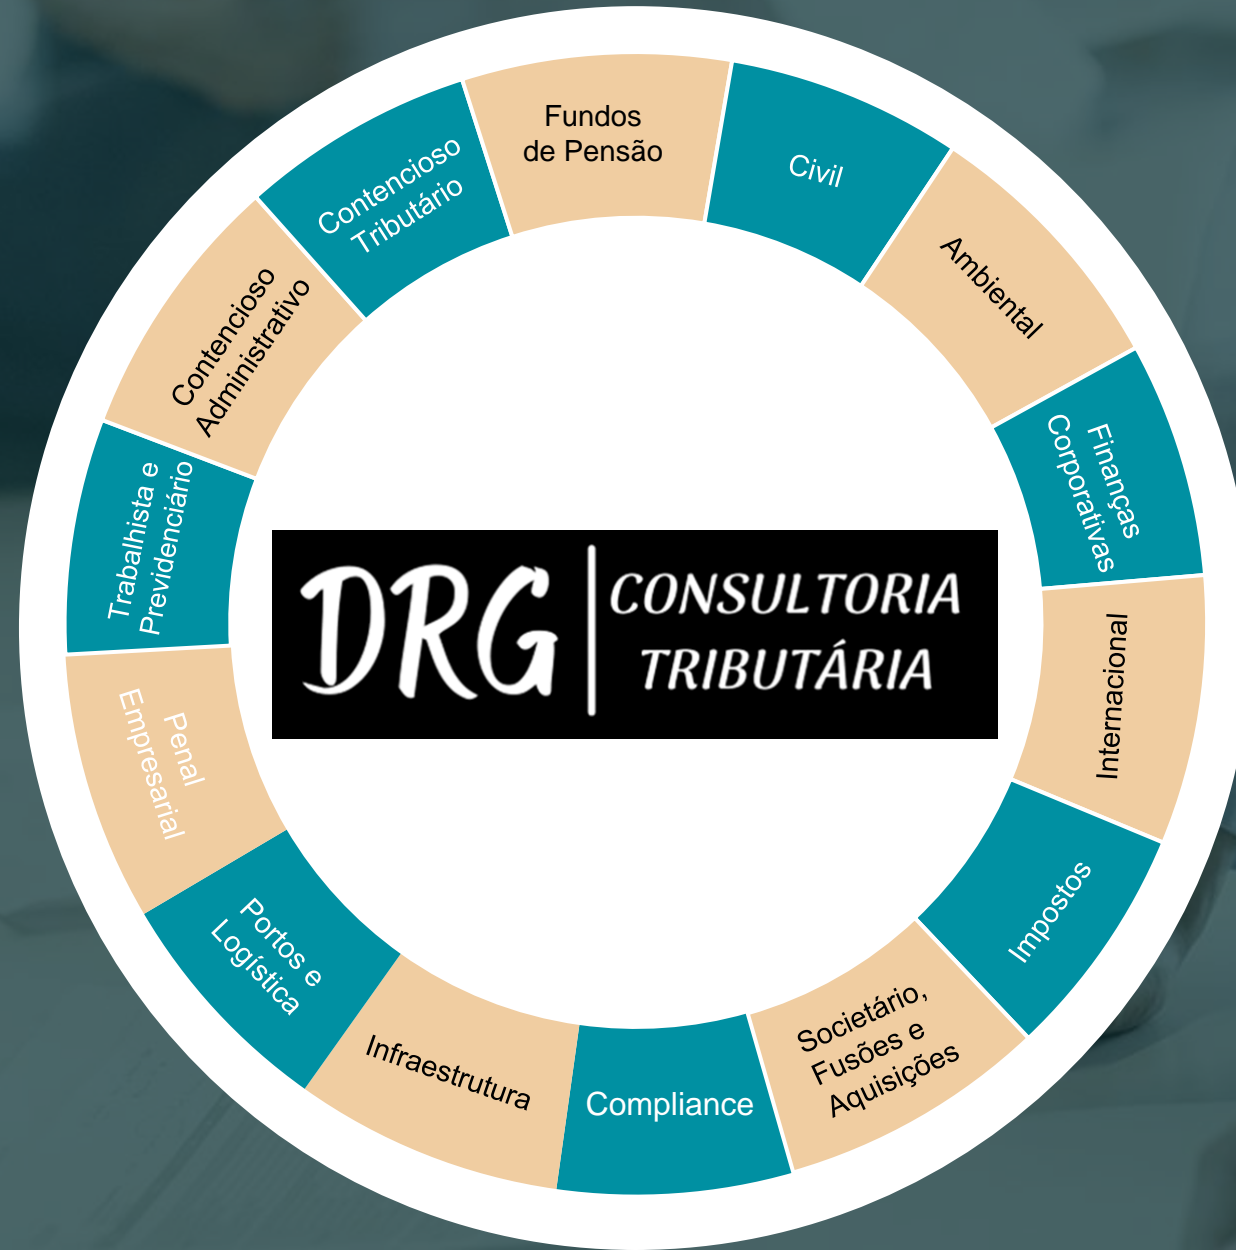 Fundos
de Pensão
Civil
Ambiental
Finanças
Corporativas
Internacional
Impostos
Societário,
Fusões e
Aquisições
Compliance
Infraestrutura
Portos e
Logística
Penal
Empresarial
Trabalhista e
Previdenciário
Contencioso
Administrativo
Contencioso
Tributário
DRG
CONSULTORIA
TRIBUTÁRIA